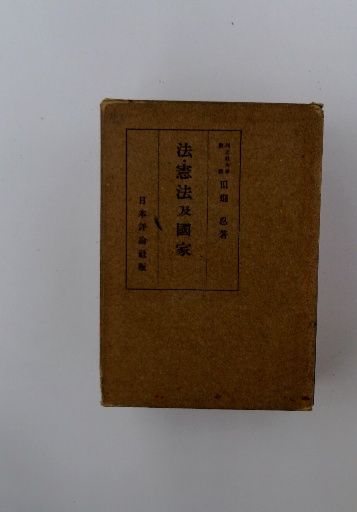 田畑忍著
法・憲法及國家
日本評論社版